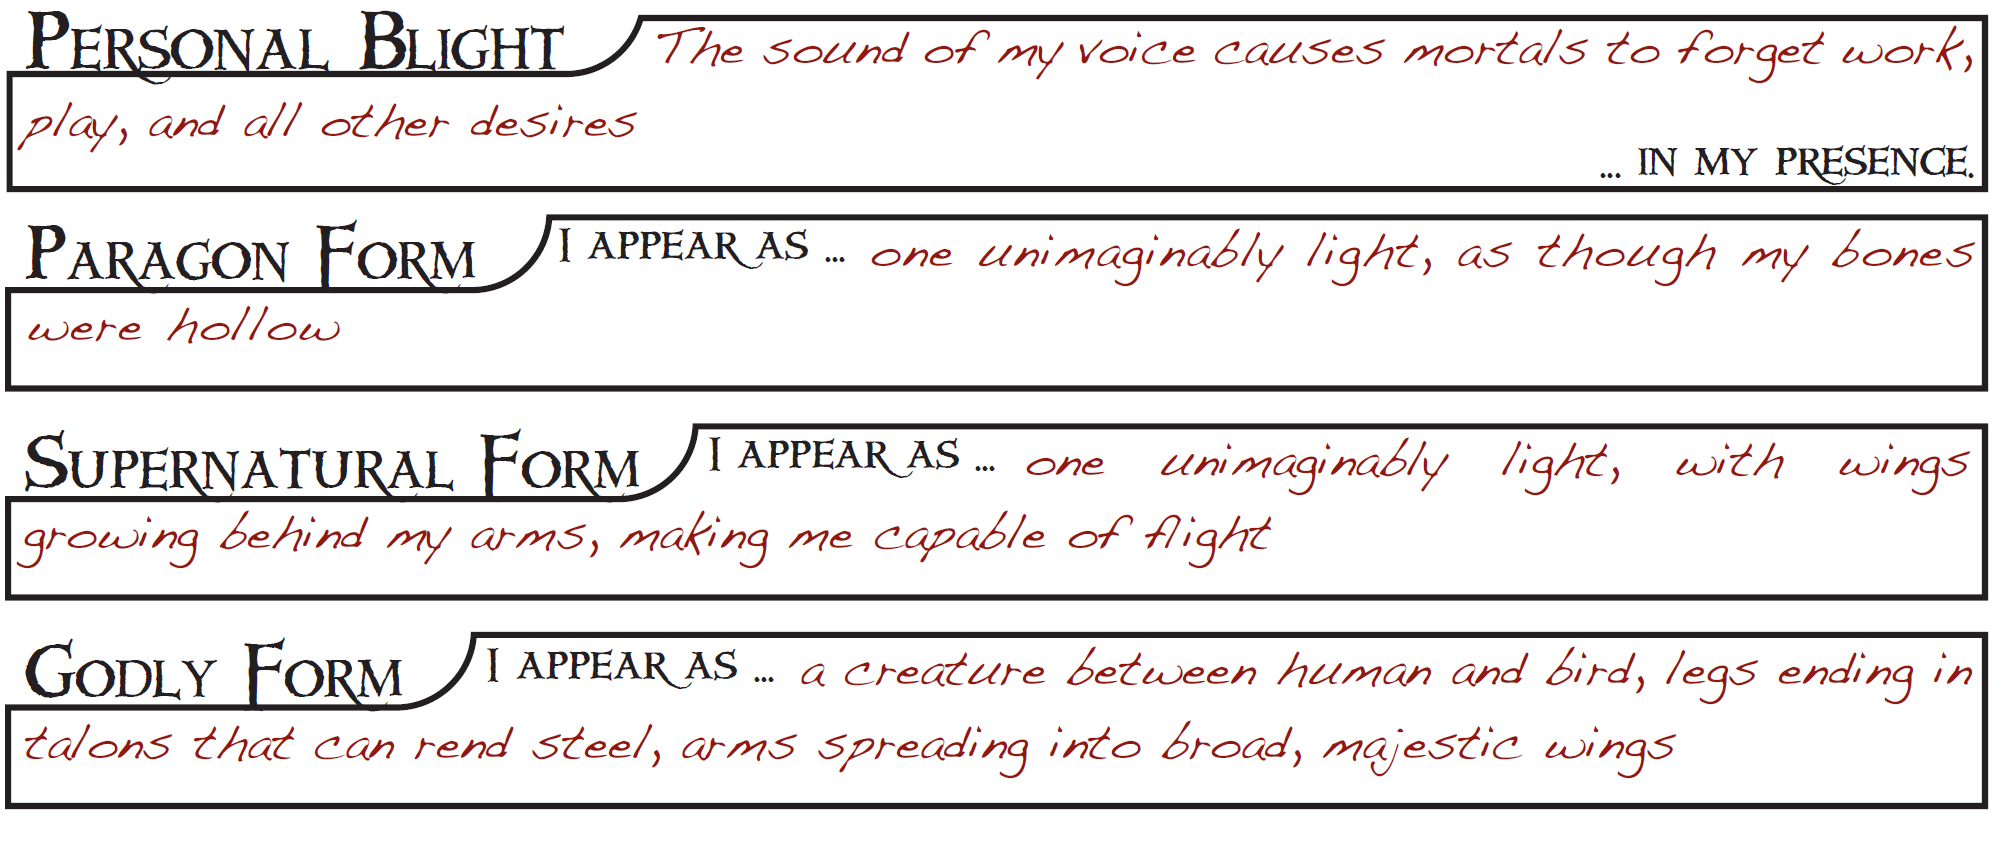 Personal Blight The sound of my voice causes mortals to forget work,
play, and all other desires
... in my presence.
Paragon Form I appear as ... one unimaginably light, as though my bones
were hollow
Supernatural Form I appear as ... one unimaginably light, with wings
growing behind my arms, making me capable of flight
Godly Form I appear as ... a creature between human and bird, legs ending in
talons that can rend steel, arms spreading into broad, majestic wings